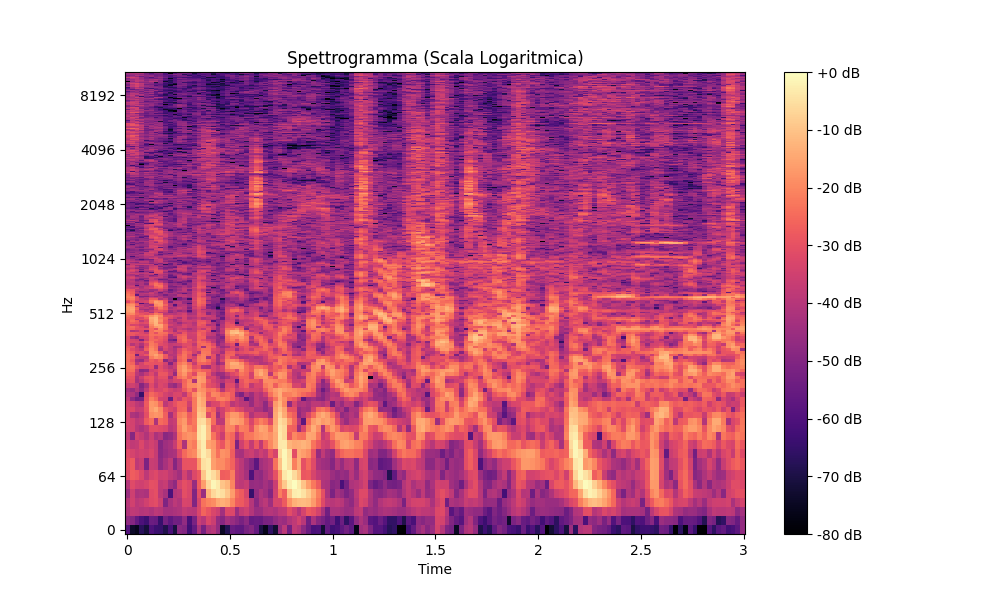 Spettrogramma (Scala Logaritmica)
8192
4096
2048
1024
512
256
128
64
0
Hz
0
0.5
1
1.5
2
2.5
3
Time
+0 dB
-10 dB
-20 dB
-30 dB
-40 dB
-50 dB
-60 dB
-70 dB
-80 dB